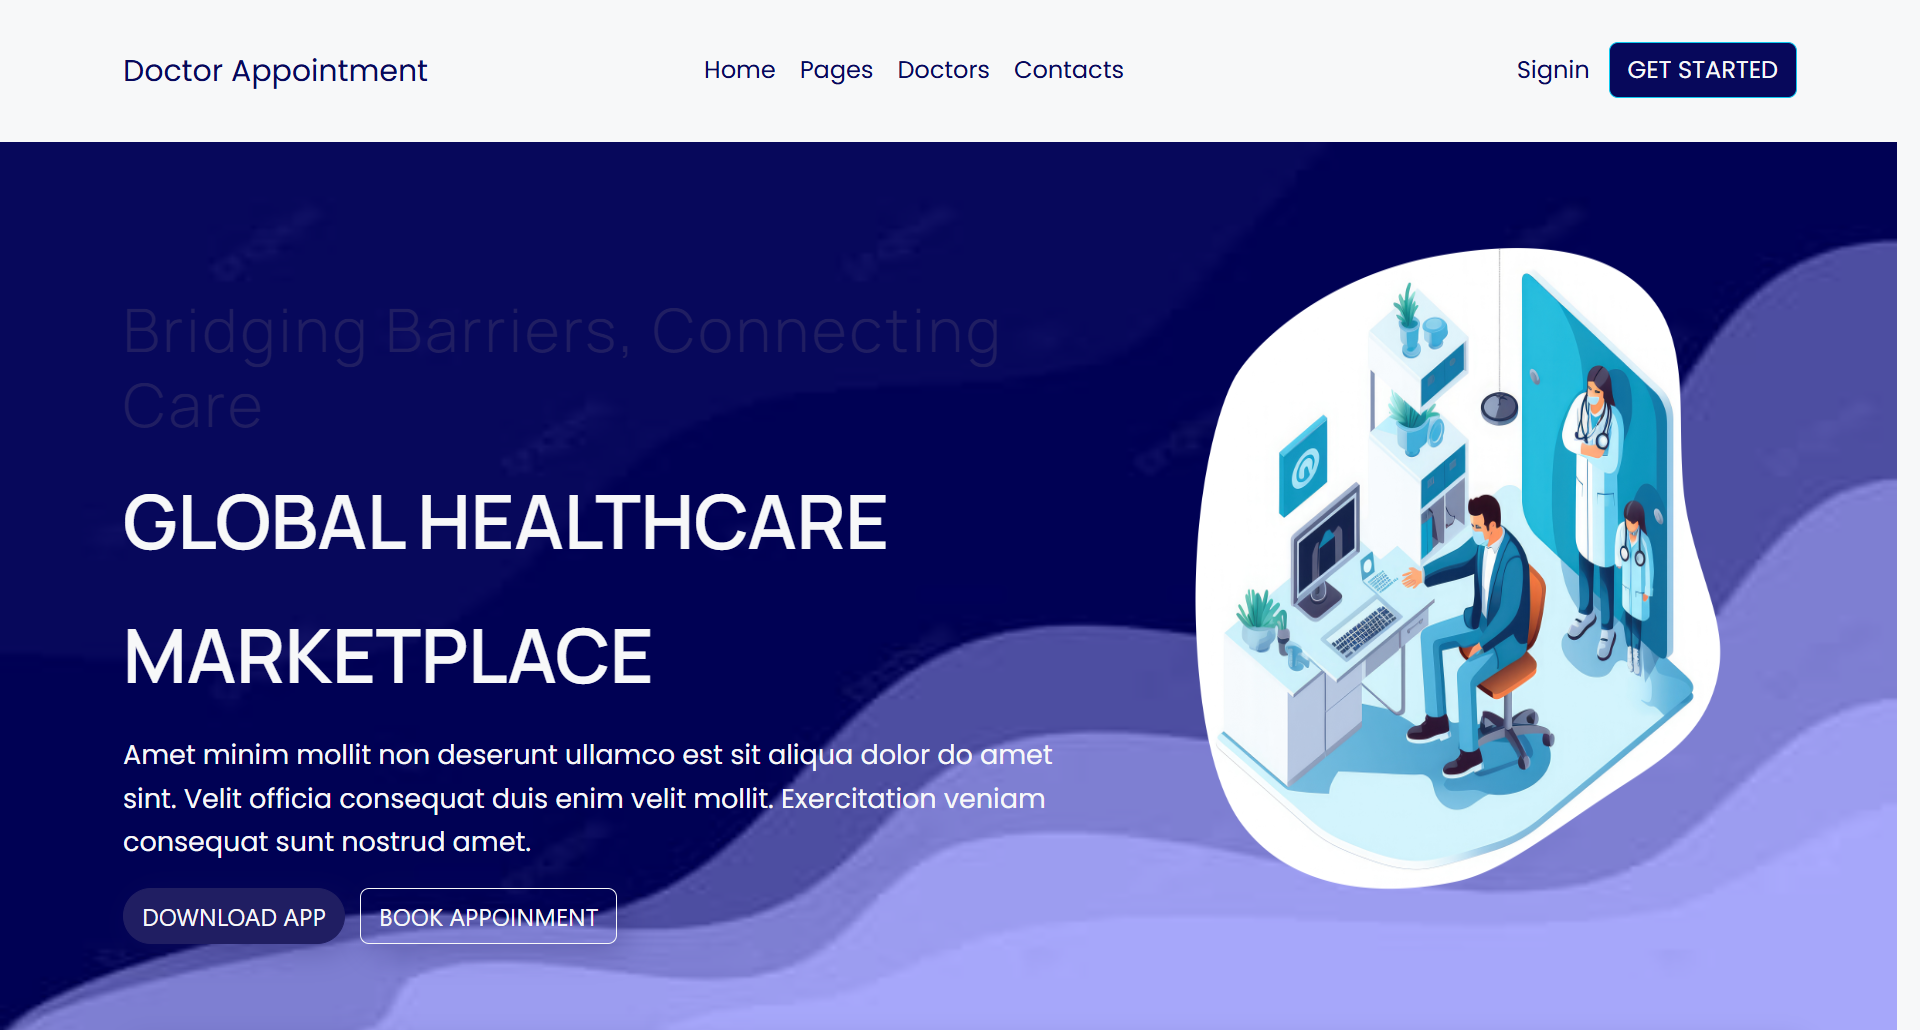 Doctor Appointment
Home Pages Doctors Contacts
Signin GET STARTED
Bridging Barriers, Connecting
Care
GLOBAL HEALTHCARE
MARKETPLACE
Amet minim mollit non deserunt ullamco est sit aliqua dolor do amet
sint. Velit officia consequat duis enim velit mollit. Exercitation veniam
consequat sunt nostrud amet.
DOWNLOAD APP BOOK APPOINMENT